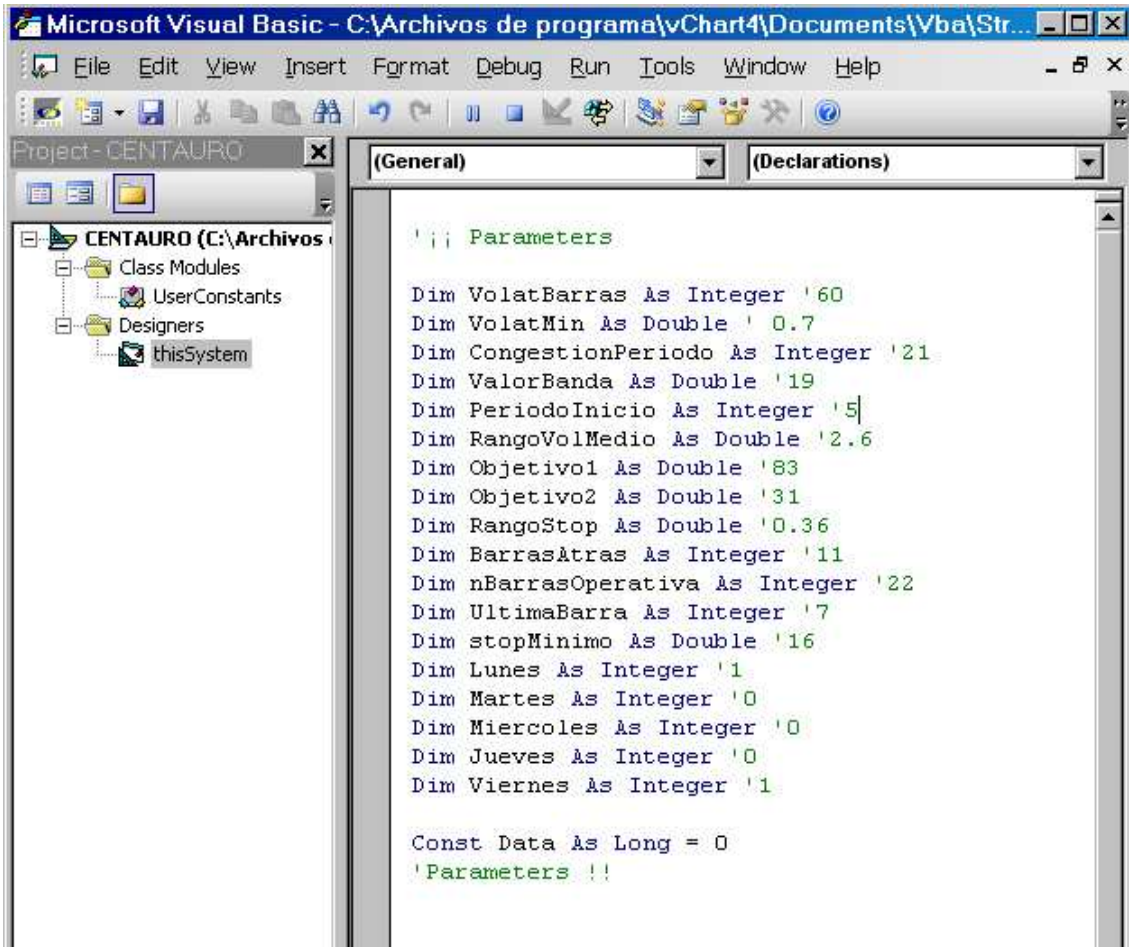 Microsoft Visual Basic - C:\Archivos de programa\vChart4\Documents\Vba\Str...
File Edit View Insert Format Debug Run Tools Window Help
Project - CENTAURO
(General)
(Declarations)
CENTAURO (C:\Archivos
Class Modules
UserConstants
Designers
thisSystem
'¡¡ Parameters
Dim VolatBarras As Integer '60
Dim VolatMin As Double ' 0.7
Dim CongestionPeriodo As Integer '21
Dim ValorBanda As Double '19
Dim PeriodoInicio As Integer '5
Dim RangoVolMedio As Double '2.6
Dim Objetivo1 As Double '83
Dim Objetivo2 As Double '31
Dim RangoStop As Double '0.36
Dim BarrasAtras As Integer '11
Dim nBarrasOperativa As Integer '22
Dim UltimaBarra As Integer '7
Dim stopMinimo As Double '16
Dim Lunes As Integer '1
Dim Martes As Integer '0
Dim Miercoles As Integer '0
Dim Jueves As Integer '0
Dim Viernes As Integer '1
Const Data As Long = 0
'Parameters !!